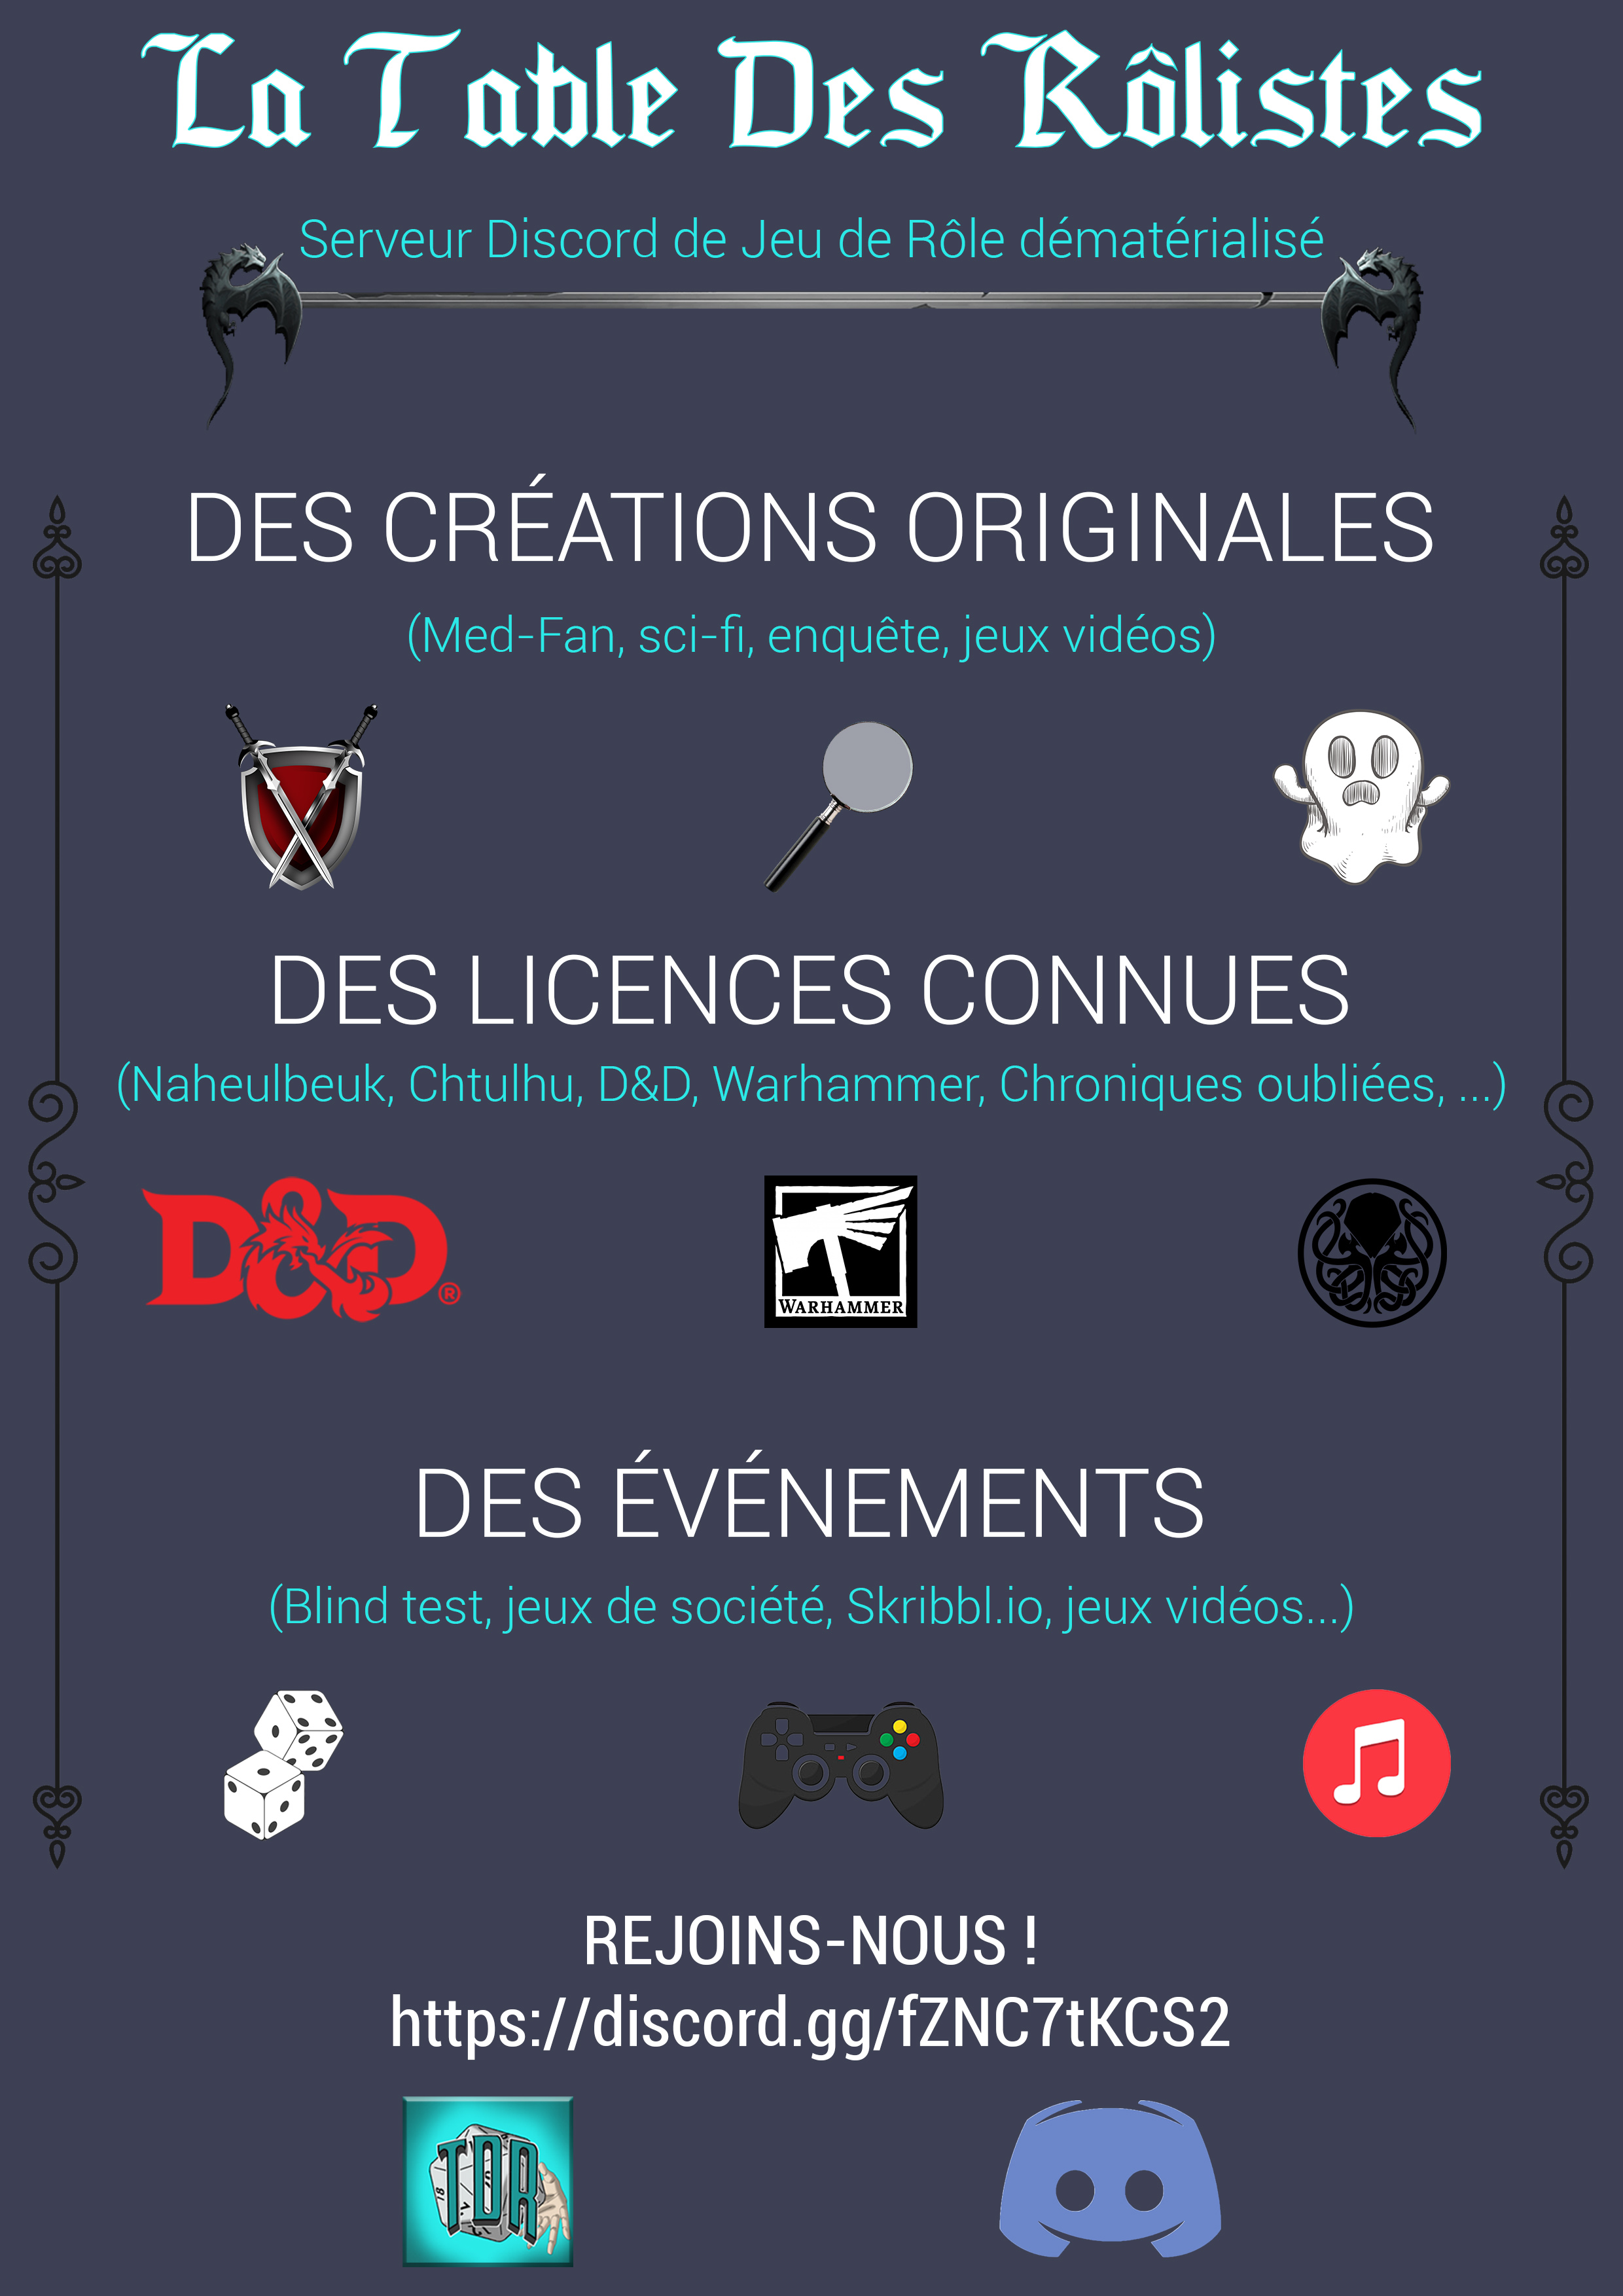 La Table Des Rôlistes
Serveur Discord de Jeu de Rôle dématérialisé
DES CRÉATIONS ORIGINALES
(Med-Fan, sci-fi, enquête, jeux vidéos)
DES LICENCES CONNUES
(Naheulbeuk, Chtulhu, D&D, Warhammer, Chroniques oubliées, ...)
D&D®
WARHAMMER
DES ÉVÉNEMENTS
(Blind test, jeux de société, Skribbl.io, jeux vidéos...)
REJOINS-NOUS !
https://discord.gg/fZNC7tKCS2
TDR
18